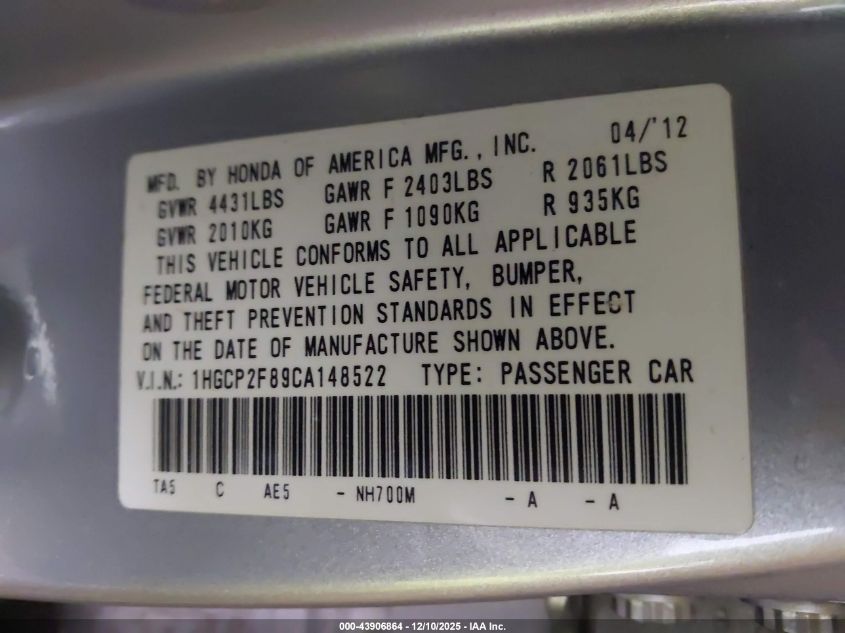 MFD. BY HONDA OF AMERICA MFG., INC. 04/'12
GVWR 4431LBS GAWR F 2403LBS R 2061LBS
GVWR 2010KG GAWR F 1090KG R 935KG
THIS VEHICLE CONFORMS TO ALL APPLICABLE
FEDERAL MOTOR VEHICLE SAFETY, BUMPER,
AND THEFT PREVENTION STANDARDS IN EFFECT
ON THE DATE OF MANUFACTURE SHOWN ABOVE.
V.I.N.: 1HGCP2F89CA148522 TYPE: PASSENGER CAR
TA5 C AE5 - NH700M - A - A
000-43906864 - 12/10/2025 - IAA Inc.